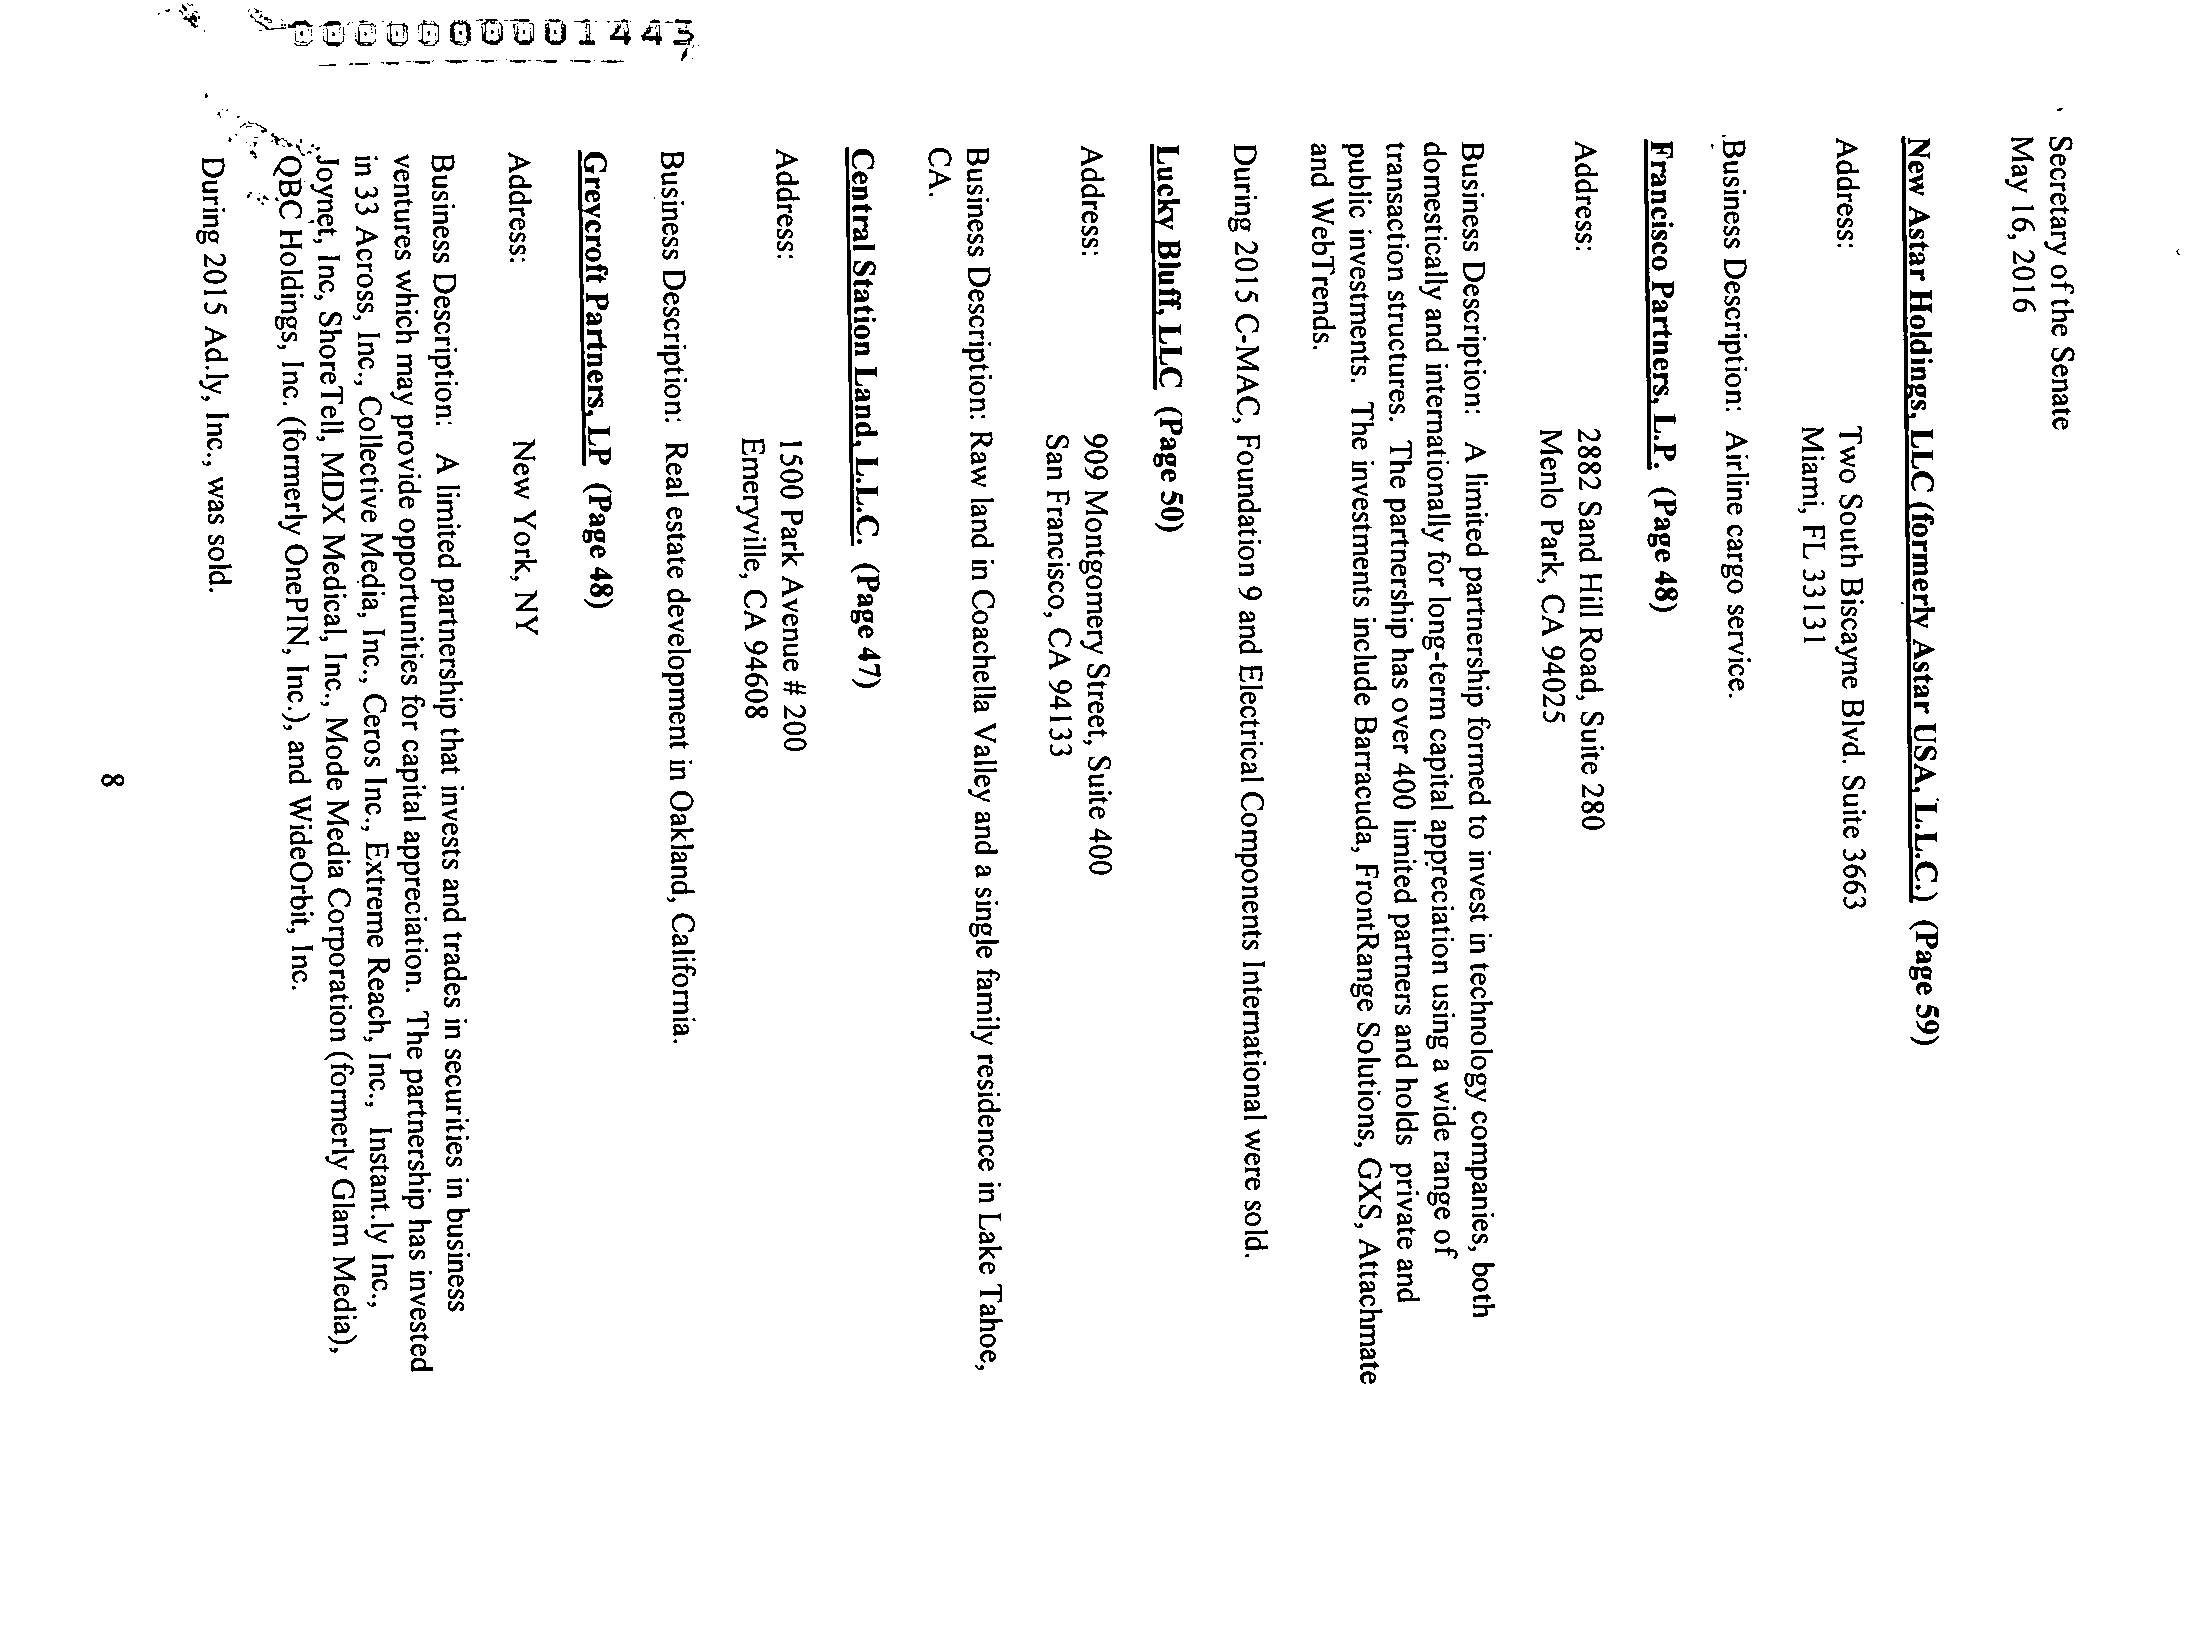 Secretary of the Senate
May 16, 2016
New Astar Holdings, LLC (formerly Astar USA, L.L.C.) (Page 59)
Address: Two South Biscayne Blvd. Suite 3663
Miami, FL 33131
Business Description: Airline cargo service.
Francisco Partners, L.P. (Page 48)
Address: 2882 Sand Hill Road, Suite 280
Menlo Park, CA 94025
Business Description: A limited partnership formed to invest in technology companies, both
domestically and internationally for long-term capital appreciation using a wide range of
transaction structures. The partnership has over 400 limited partners and holds private and
public investments. The investments include Barracuda, FrontRange Solutions, GXS, Attachmate
and WebTrends.
During 2015 C-MAC, Foundation 9 and Electrical Components International were sold.
Lucky Bluff, LLC (Page 50)
Address: 909 Montgomery Street, Suite 400
San Francisco, CA 94133
Business Description: Raw land in Coachella Valley and a single family residence in Lake Tahoe,
CA.
Central Station Land, L.L.C. (Page 47)
Address: 1500 Park Avenue # 200
Emeryville, CA 94608
Business Description: Real estate development in Oakland, California.
Greycroft Partners, LP (Page 48)
Address: New York, NY
Business Description: A limited partnership that invests and trades in securities in business
ventures which may provide opportunities for capital appreciation. The partnership has invested
in 33 Across, Inc., Collective Media, Inc., Ceros Inc., Extreme Reach, Inc., Instant.ly Inc.,
Joynet, Inc, ShoreTell, MDX Medical, Inc., Mode Media Corporation (formerly Glam Media),
QBC Holdings, Inc. (formerly OnePIN, Inc.), and WideOrbit, Inc.
During 2015 Ad.ly, Inc., was sold.
8
0000000001445